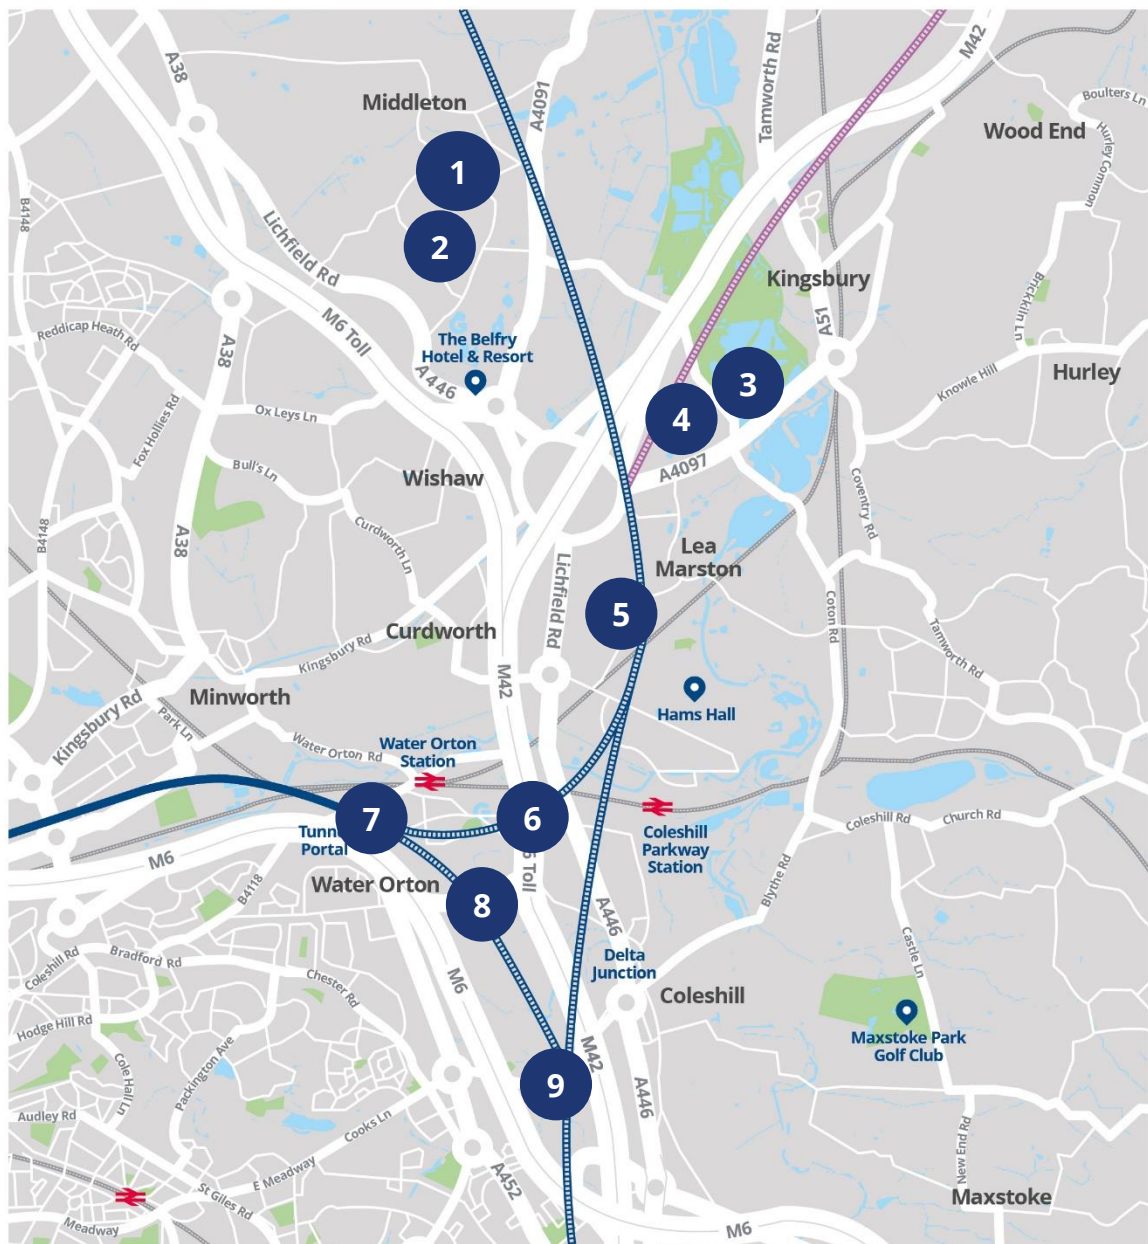 A38
Middleton
A4091
Tamworth Rd
M42
Wood End
Boulters Ln
Hurley Common
B4148
1
2
Lichfield Rd
Kingsbury
Brickkiln Ln
A51
M6 Toll
Reddicap Heath Rd
A38
The Belfry
Hotel & Resort
A446
Knowle Hill
Hurley
3
4
Fox Hollies Rd
Ox Leys Ln
Bull's Ln
Wishaw
A4097
Coventry Rd
B4148
A38
Curdworth Ln
Lea
Marston
Lichfield Rd
5
Coton Rd
Tamworth Rd
Curdworth
Kingsbury Rd
M42
Minworth
Hams Hall
Kingsbury Rd
Park Ln
Water Orton Rd
Water Orton
Station
7
6
Tunn
Portal
Coleshill
Parkway
Station
Coleshill Rd
Church Rd
M6
B4118
Water Orton
Toll
8
Blythe Rd
A446
Castle Ln
Coleshill Rd
Bradford Rd
Chester Rd
M6
Delta
Junction
Coleshill
Hodge Hill Rd
Maxstoke Park
Golf Club
Packington Ave
Cole Hall Ln
M42
9
A446
Audley Rd
Cooks Ln
New End Rd
E Meadway
A452
St Giles Rd
Meadway
Maxstoke
M6